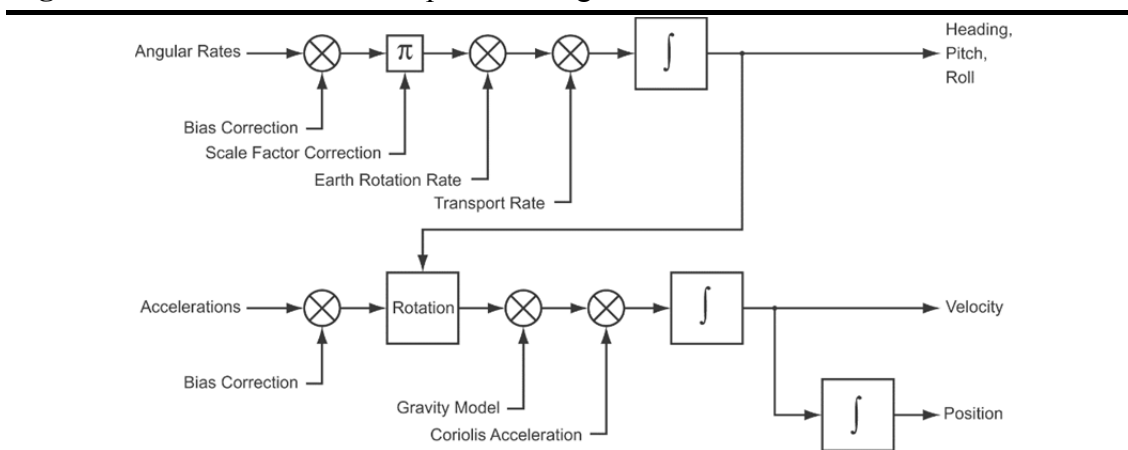 Angular Rates
π
∫
Heading,
Pitch,
Roll
Bias Correction
Scale Factor Correction
Earth Rotation Rate
Transport Rate
Accelerations
Rotation
∫
Velocity
Bias Correction
Gravity Model
Coriolis Acceleration
∫
Position